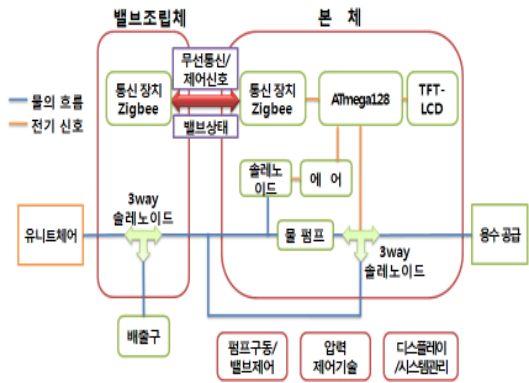 밸브조립체
본 체
무선통신/
제어신호
통신 장치
Zigbee
통신 장치
Zigbee
ATmega128
TFT-
LCD
물의 흐름
전기 신호
밸브상태
솔레노
이드
에 어
3way
솔레노이드
유니트체어
물 펌프
용수 공급
3way
솔레노이드
배출구
펌프구동/
밸브제어
압력
제어기술
디스플레이
/시스템관리